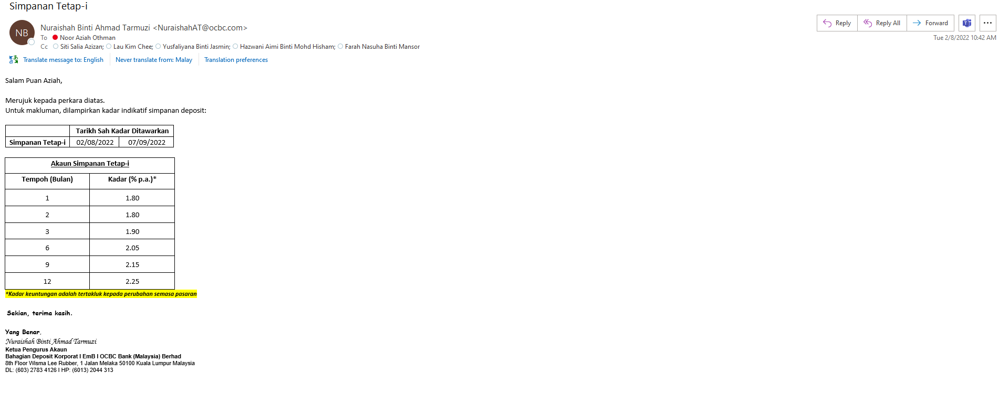 Simpanan Tetap-i
NB
Nuraishah Binti Ahmad Tarmuzi <NuraishahAT@ocbc.com>
Reply
Reply All
Forward
To Noor Aziah Othman
Tue 2/8/2022 10:42 AM
Cc Siti Salia Azizan; Lau Kim Chee; Yusfaliyana Binti Jasmin; Hazwani Aimi Binti Mohd Hisham; Farah Nasuha Binti Mansor
Translate message to: English Never translate from: Malay Translation preferences
Salam Puan Aziah,
Merujuk kepada perkara diatas.
Untuk makluman, dilampirkan kadar indikatif simpanan deposit:
Tarikh Sah Kadar Ditawarkan
Simpanan Tetap-i 02/08/2022 07/09/2022
Akaun Simpanan Tetap-i
Tempoh (Bulan) Kadar (% p.a.)*
1 1.80
2 1.80
3 1.90
6 2.05
9 2.15
12 2.25
*Kadar keuntungan adalah tertakluk kepada perubahan semasa pasaran
Sekian, terima kasih.
Yang Benar,
Nuraishah Binti Ahmad Tarmuzi
Ketua Pengurus Akaun
Bahagian Deposit Korporat I EmB I OCBC Bank (Malaysia) Berhad
8th Floor Wisma Lee Rubber, 1 Jalan Melaka 50100 Kuala Lumpur Malaysia
DL: (603) 2783 4126 I HP: (6013) 2044 313